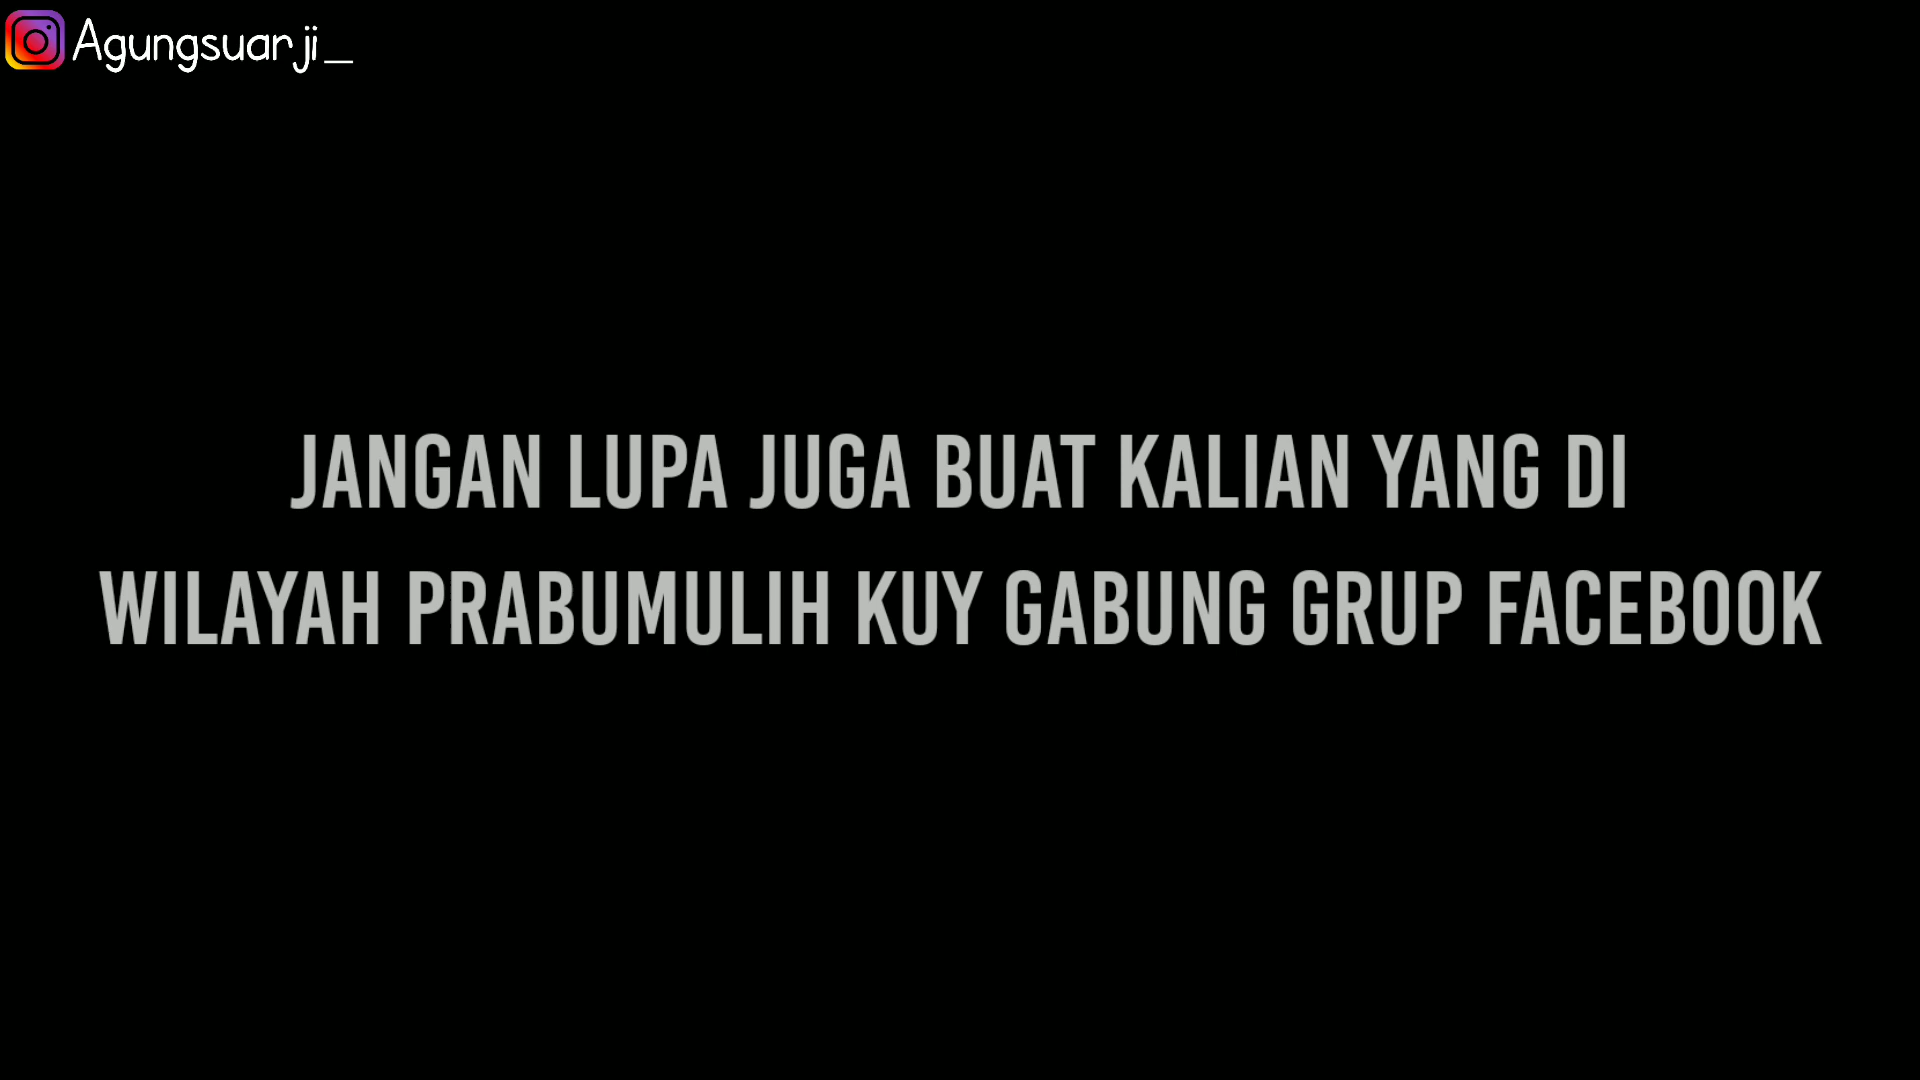 Agungsuarji_
JANGAN LUPA JUGA BUAT KALIAN YANG DI
WILAYAH PRABUMULIH KUY GABUNG GRUP FACEBOOK